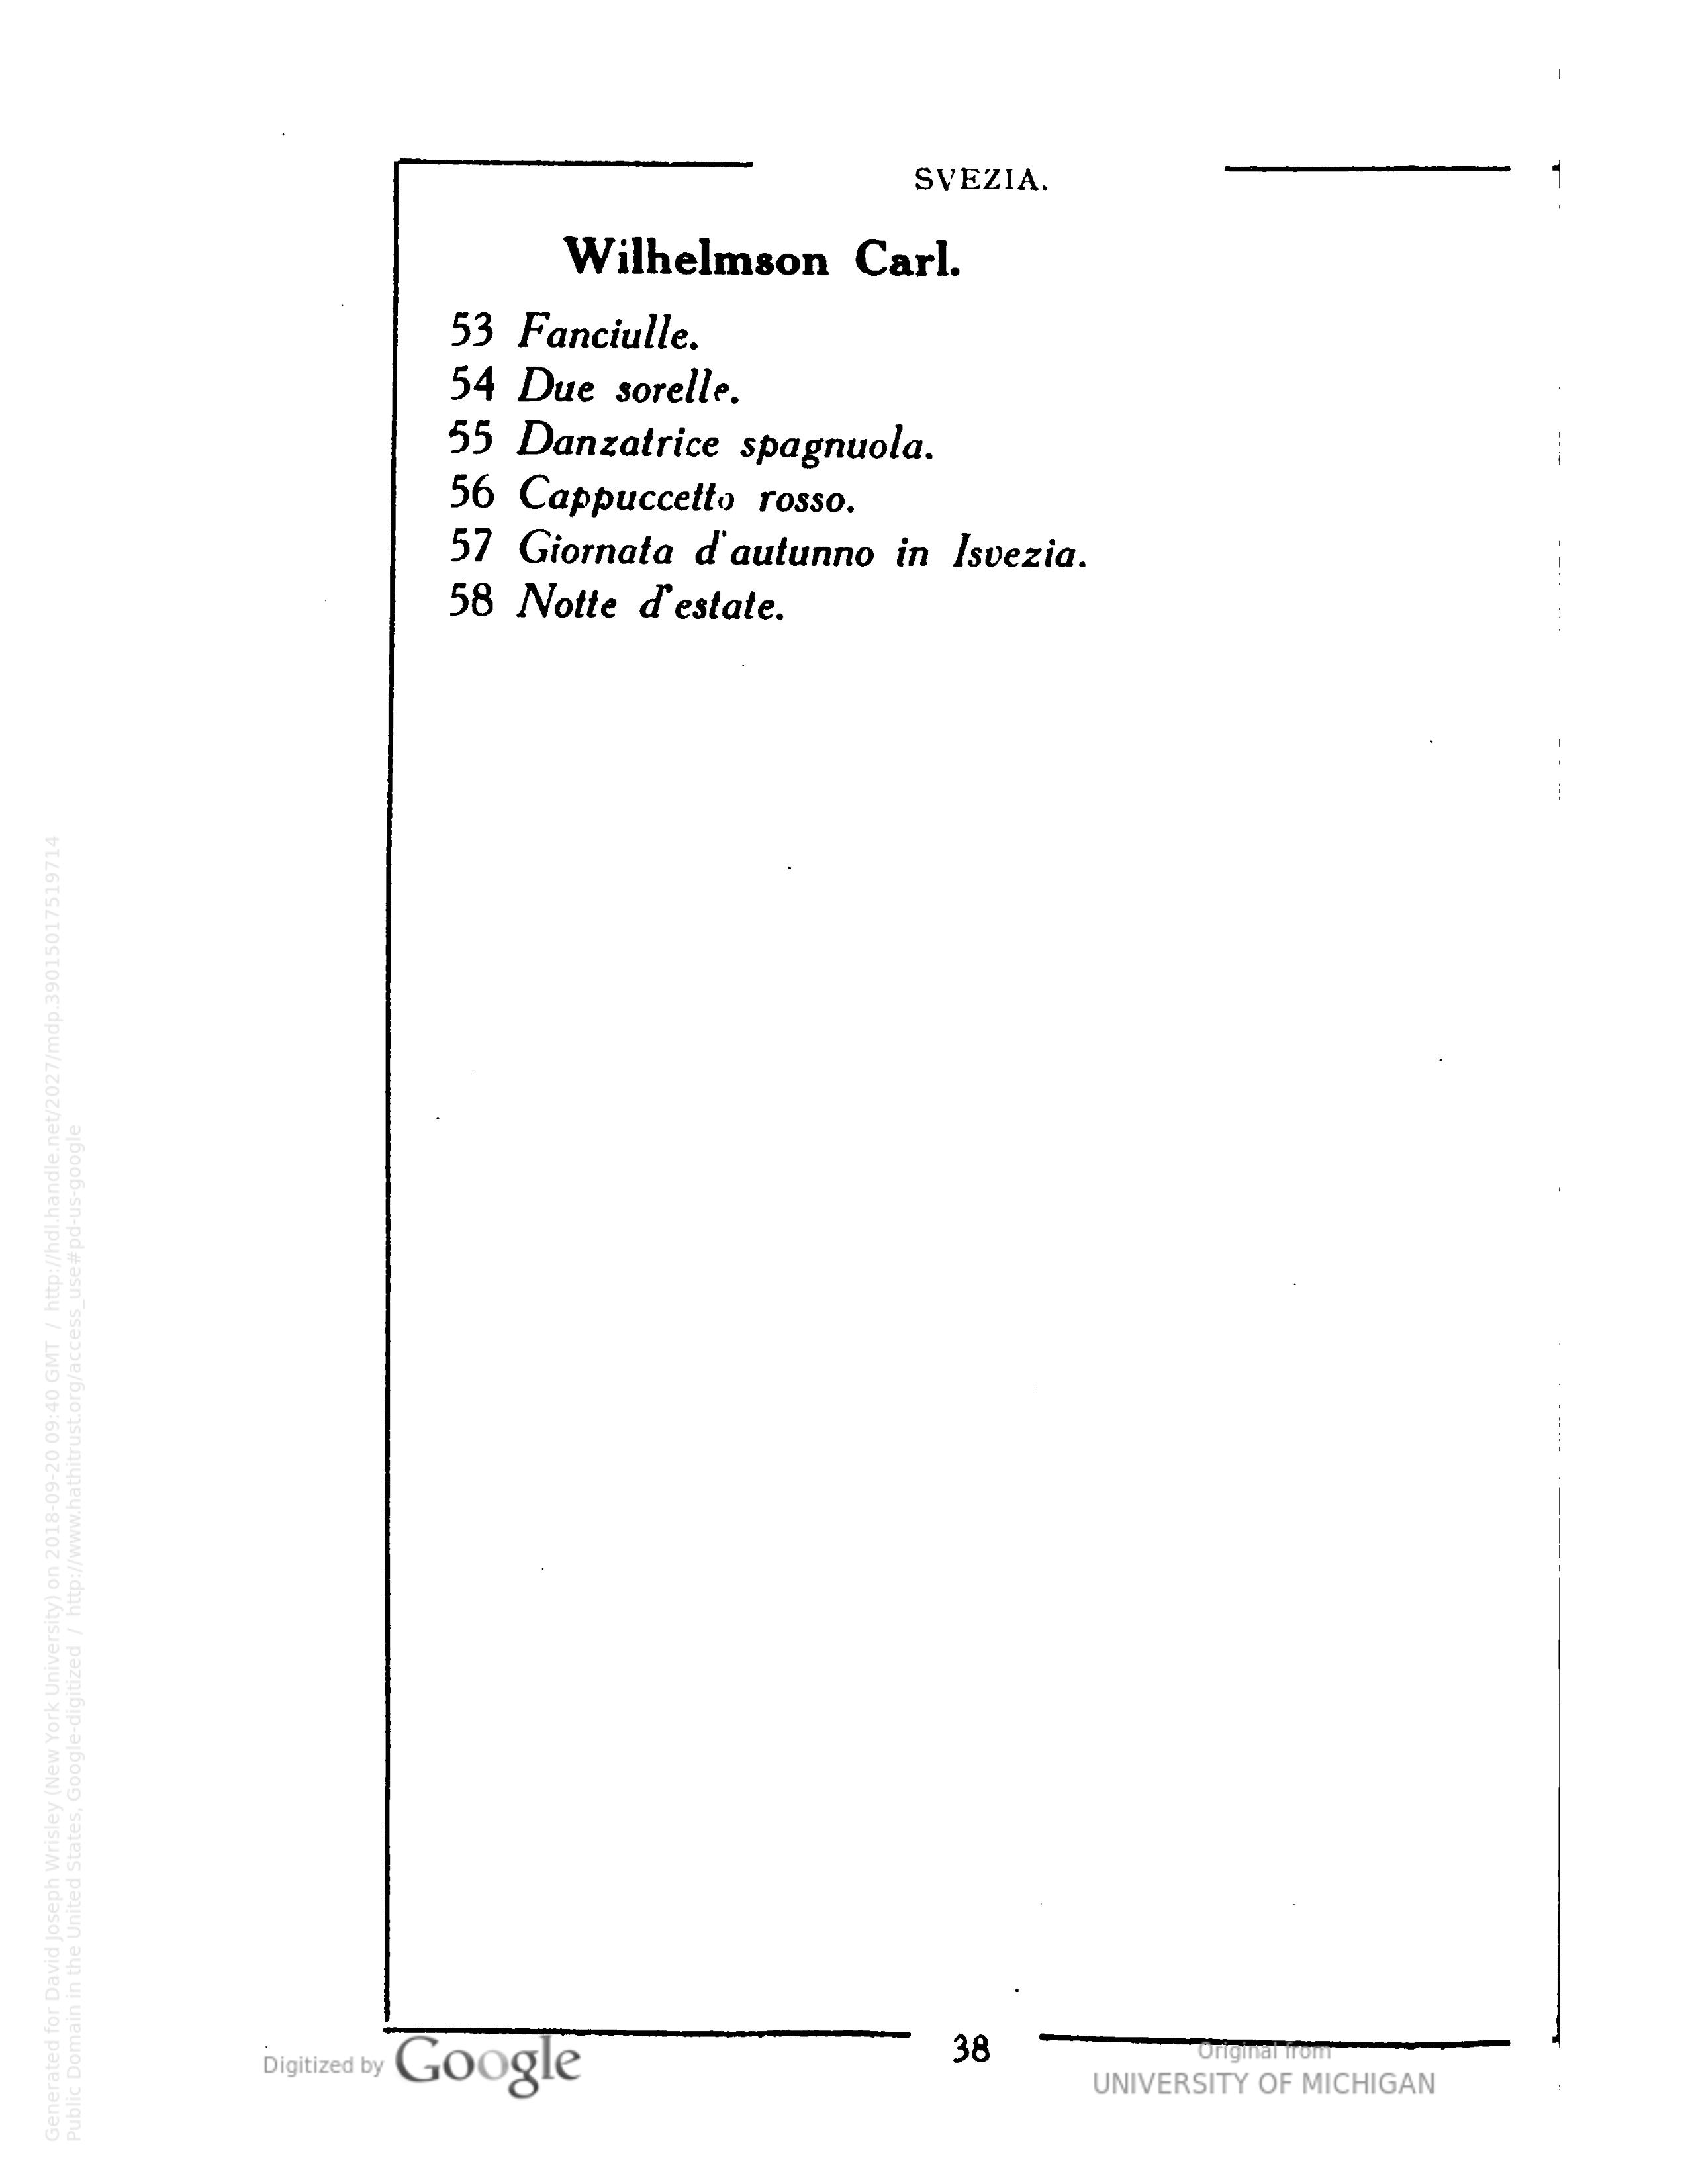 SVEZIA.
Wilhelmson Carl.
53 Fanciulle.
54 Due sorelle.
55 Danzatrice spagnuola.
56 Cappuccetto rosso.
57 Giornata d'autunno in Isvezia.
58 Notte d'estate.
38
Digitized by Google
Original from
UNIVERSITY OF MICHIGAN
Generated for David Joseph Wrisley (New York University) on 2018-09-20 09:40 GMT / http://hdl.handle.net/2027/mdp.39015017519714
Public Domain in the United States, Google-digitized / http://www.hathitrust.org/access_use#pd-us-google